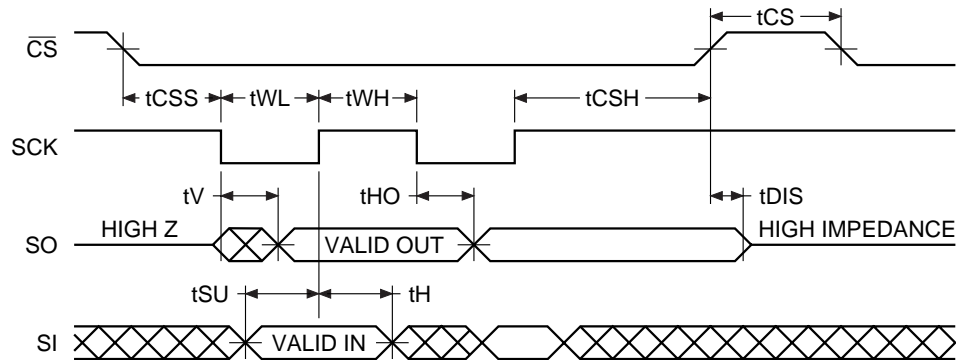 tCS
C̅S̅
tCSS tWL tWH tCSH
SCK
tV tHO tDIS
HIGH Z VALID OUT HIGH IMPEDANCE
SO
tSU tH
SI VALID IN